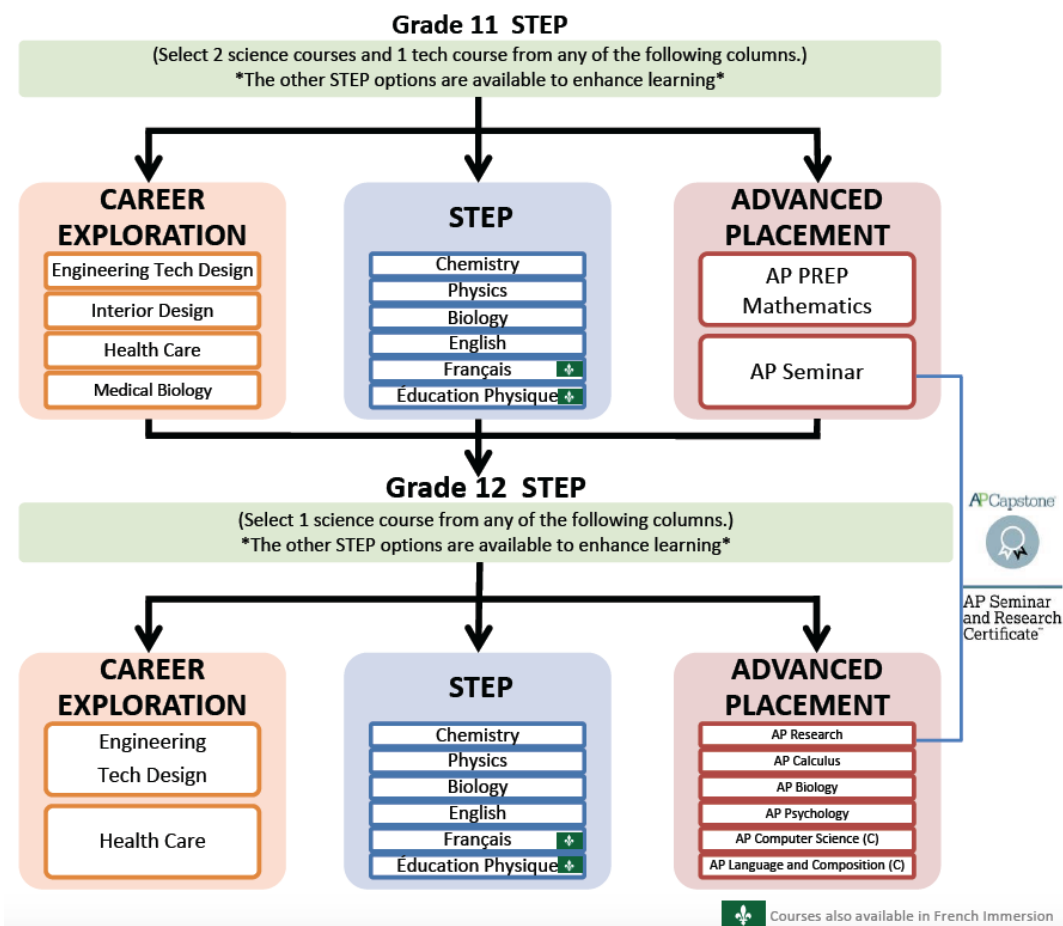 Grade 11 STEP
(Select 2 science courses and 1 tech course from any of the following columns.)
*The other STEP options are available to enhance learning*
CAREER
EXPLORATION
Engineering Tech Design
Interior Design
Health Care
Medical Biology
STEP
Chemistry
Physics
Biology
English
Français
Éducation Physique
ADVANCED
PLACEMENT
AP PREP
Mathematics
AP Seminar
Grade 12 STEP
(Select 1 science course from any of the following columns.)
*The other STEP options are available to enhance learning*
APCapstone™
AP Seminar
and Research
Certificate™
CAREER
EXPLORATION
Engineering
Tech Design
Health Care
STEP
Chemistry
Physics
Biology
English
Français
Éducation Physique
ADVANCED
PLACEMENT
AP Research
AP Calculus
AP Biology
AP Psychology
AP Computer Science (C)
AP Language and Composition (C)
Courses also available in French Immersion